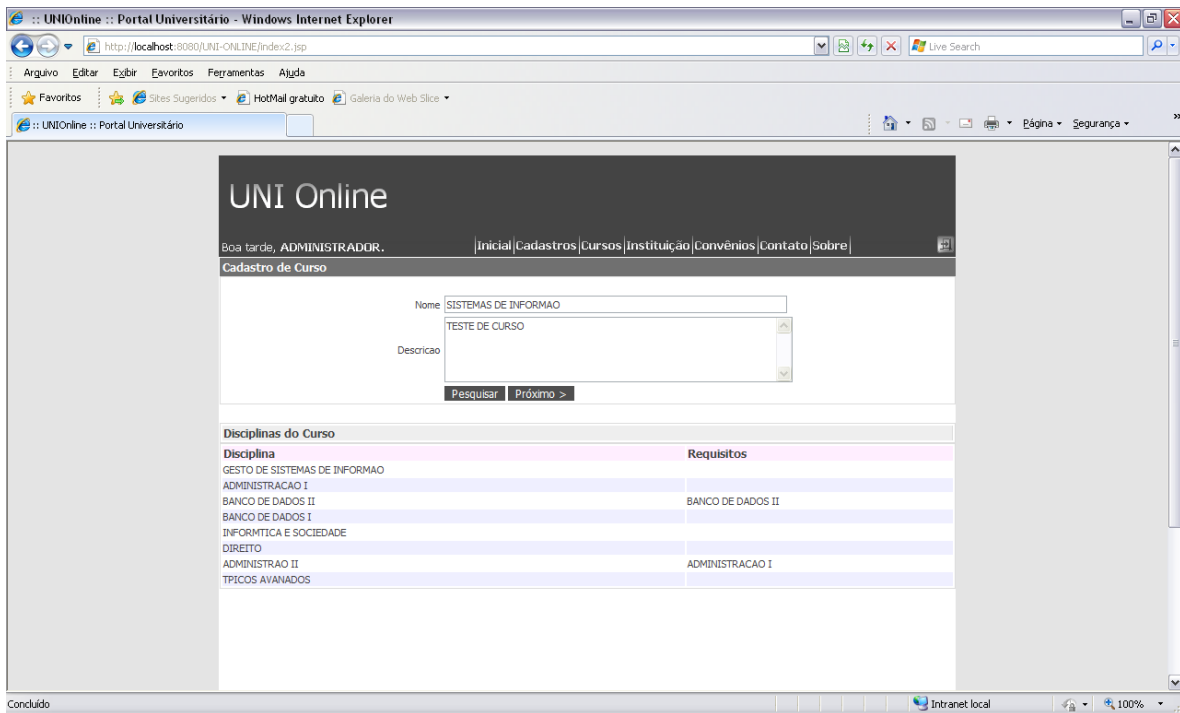 :: UNIOnline :: Portal Universitário - Windows Internet Explorer
http://localhost:8080/UNI-ONLINE/index2.jsp
Live Search
Arquivo Editar Exibir Favoritos Ferramentas Ajuda
Favoritos Sites Sugeridos HotMail gratuito Galeria do Web Slice
:: UNIOnline :: Portal Universitário Página Segurança »
UNI Online
Boa tarde, ADMINISTRADOR. |Inicial|Cadastros|Cursos|Instituição|Convênios|Contato|Sobre|
Cadastro de Curso
Nome SISTEMAS DE INFORMAO
Descricao TESTE DE CURSO
Pesquisar Próximo >
Disciplinas do Curso
Disciplina Requisitos
GESTO DE SISTEMAS DE INFORMAO
ADMINISTRACAO I
BANCO DE DADOS II BANCO DE DADOS II
BANCO DE DADOS I
INFORMTICA E SOCIEDADE
DIREITO
ADMINISTRAO II ADMINISTRACAO I
TPICOS AVANADOS
Concluído Intranet local 100%